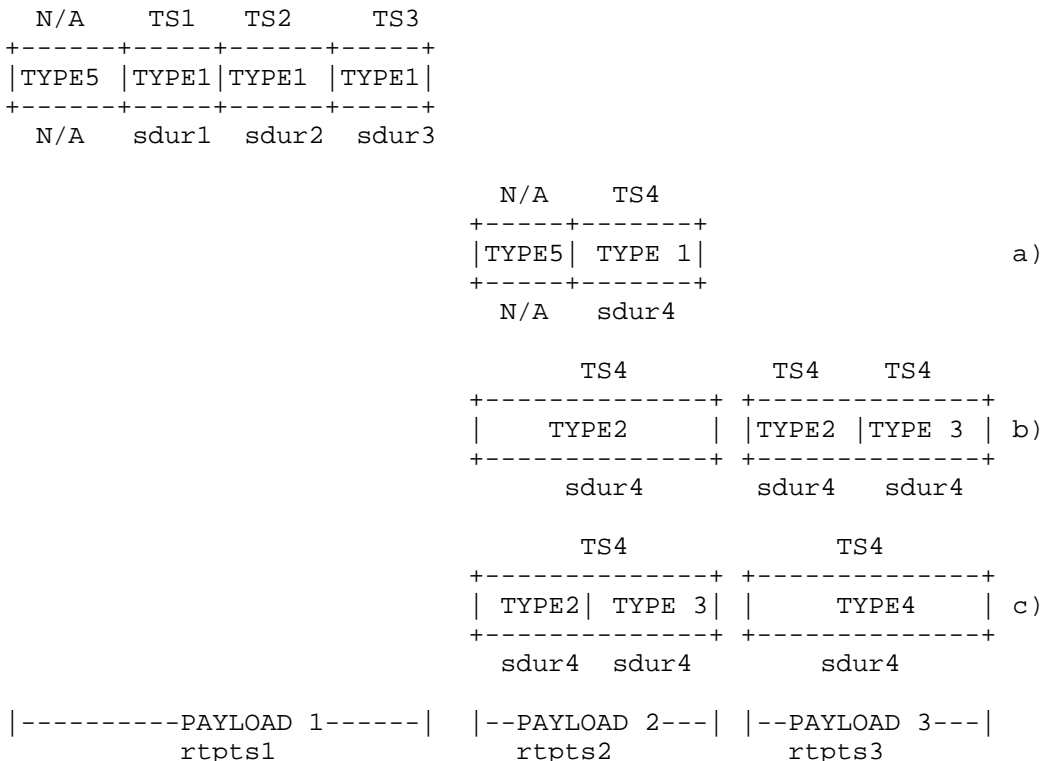 N/A TS1 TS2 TS3
+------+-----+------+-----+
|TYPE5 |TYPE1|TYPE1 |TYPE1|
+------+-----+------+-----+
N/A sdur1 sdur2 sdur3
N/A TS4
+-----+-------+
|TYPE5| TYPE 1| a)
+-----+-------+
N/A sdur4
TS4 TS4 TS4
+--------------+ +--------------+
| TYPE2 | |TYPE2 |TYPE 3 | b)
+--------------+ +--------------+
sdur4 sdur4 sdur4
TS4 TS4
+--------------+ +--------------+
| TYPE2| TYPE 3| | TYPE4 | c)
+--------------+ +--------------+
sdur4 sdur4 sdur4
|----------PAYLOAD 1------| |--PAYLOAD 2---| |--PAYLOAD 3---|
rtpts1 rtpts2 rtpts3